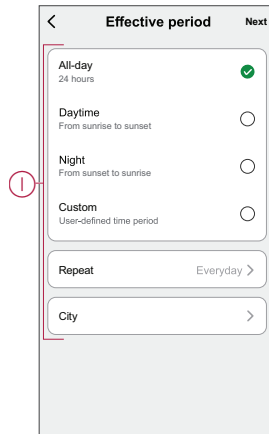 Effective period Next
All-day
24 hours
Daytime
From sunrise to sunset
Night
From sunset to sunrise
Custom
User-defined time period
I
Repeat Everyday
City